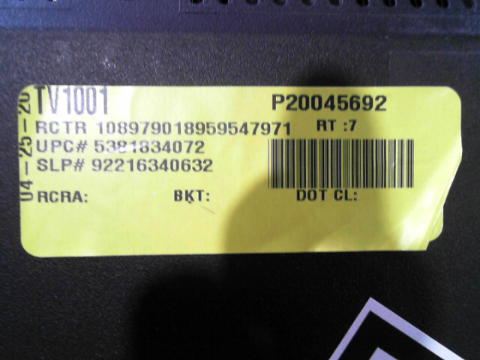 TV1001 P20045692
RCTR 108979018959547971 RT :7
UPC# 5381834072
SLP# 92216340632
RCRA: BKT: DOT CL:
04-25-20